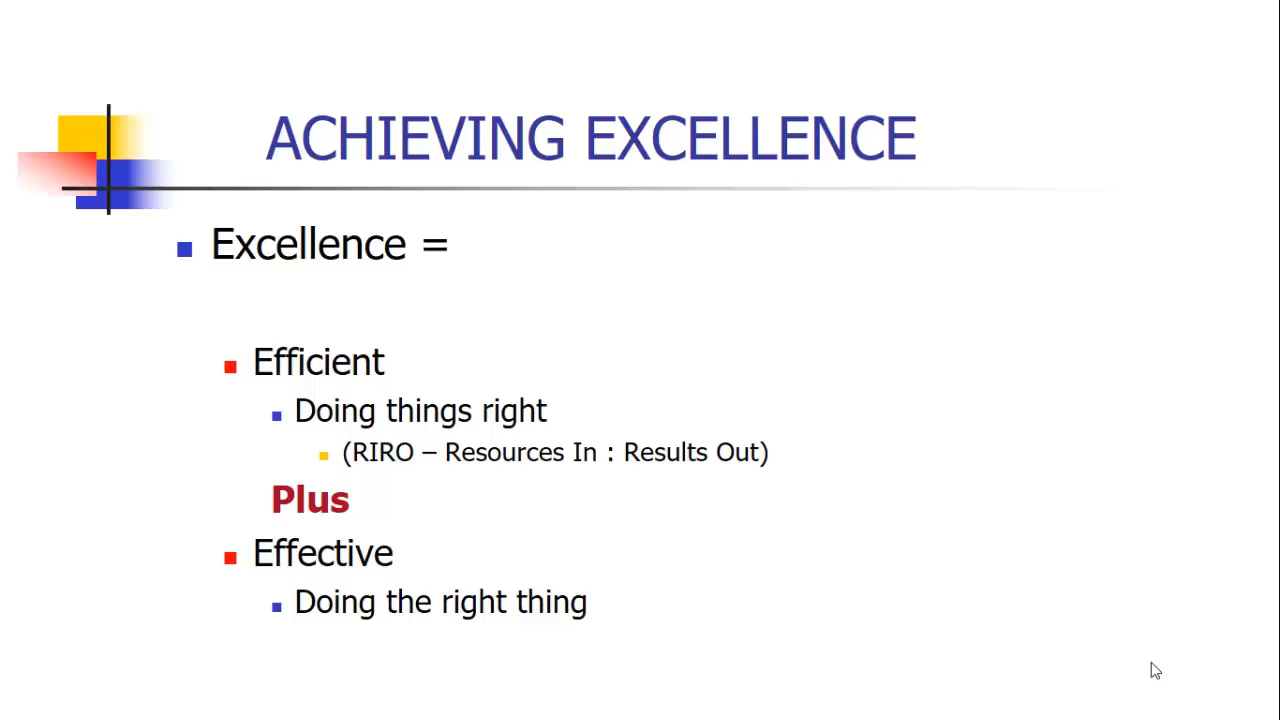 ACHIEVING EXCELLENCE
Excellence =
Efficient
Doing things right
(RIRO – Resources In : Results Out)
Plus
Effective
Doing the right thing